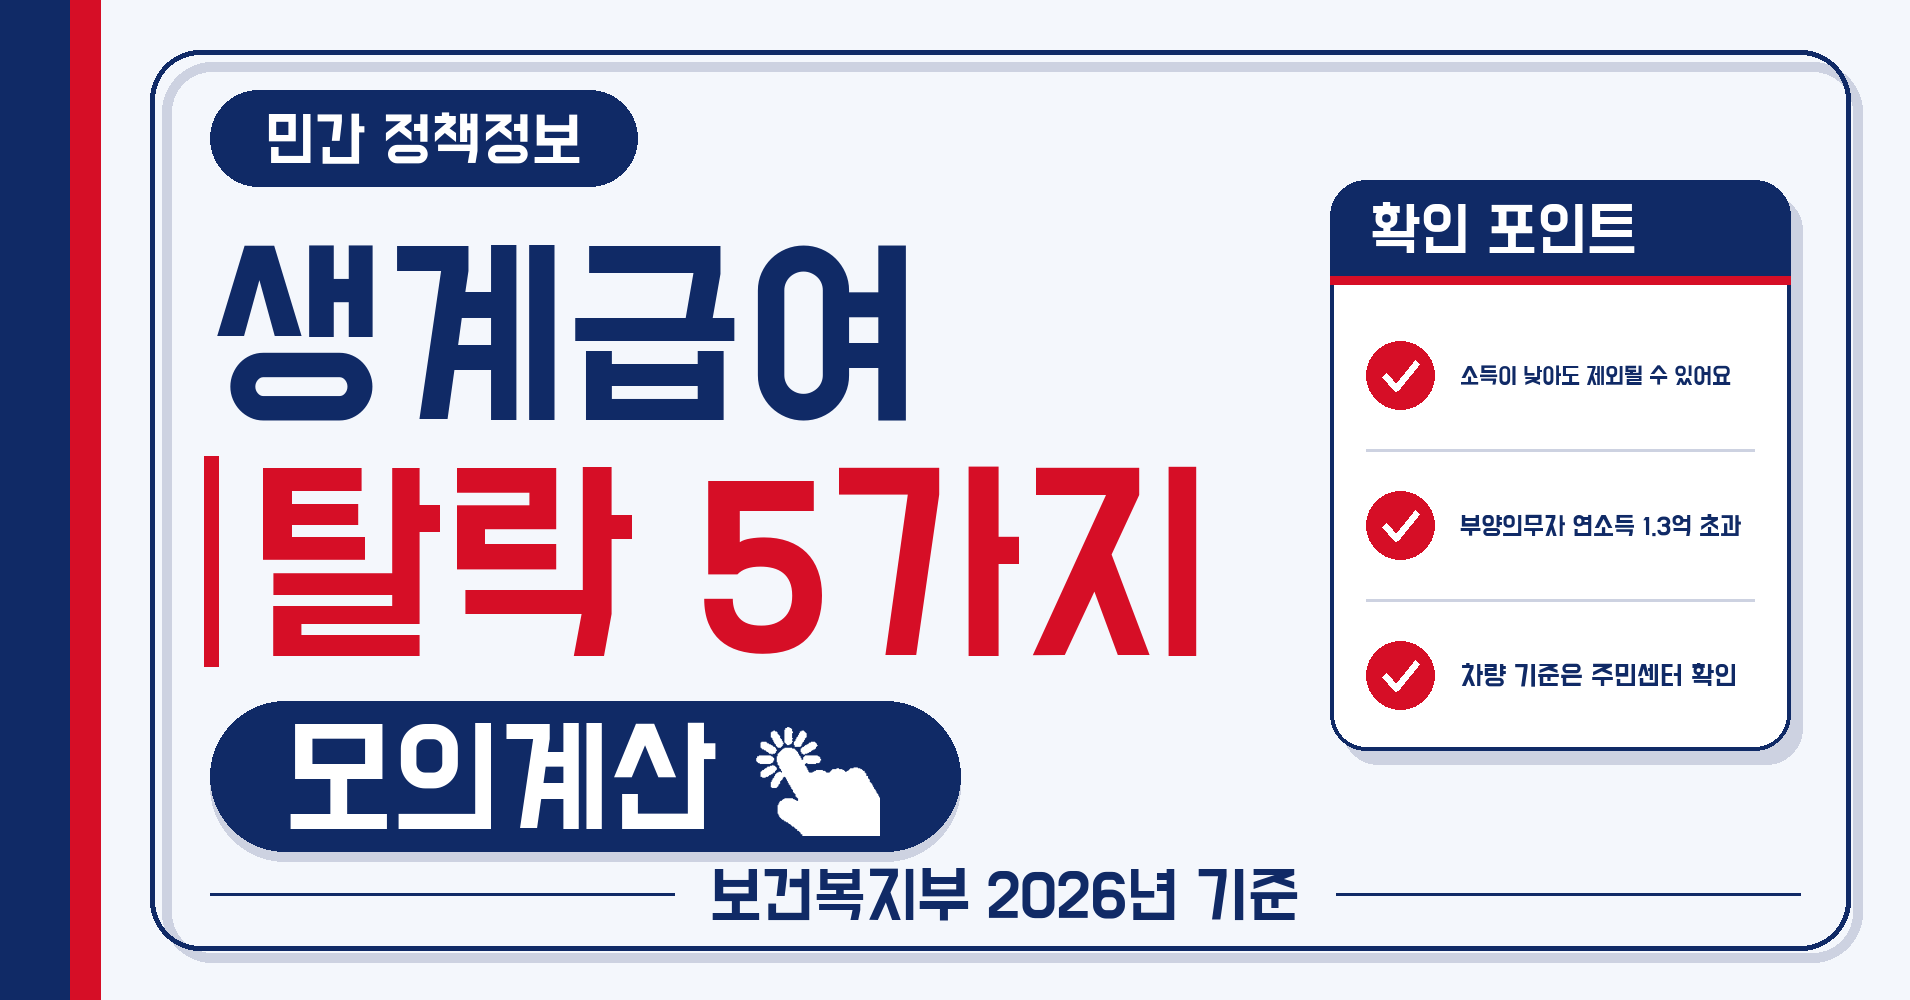 민간 정책정보
생계급여
탈락 5가지
모의계산
확인 포인트
소득이 낮아도 제외될 수 있어요
부양의무자 연소득 1.3억 초과
차량 기준은 주민센터 확인
보건복지부 2026년 기준